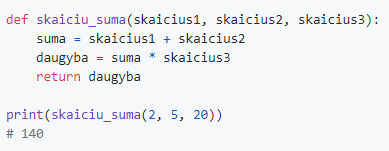 def skaiciu_suma(skaicius1, skaicius2, skaicius3):
    suma = skaicius1 + skaicius2
    daugyba = suma * skaicius3
    return daugyba

print(skaiciu_suma(2, 5, 20))
# 140